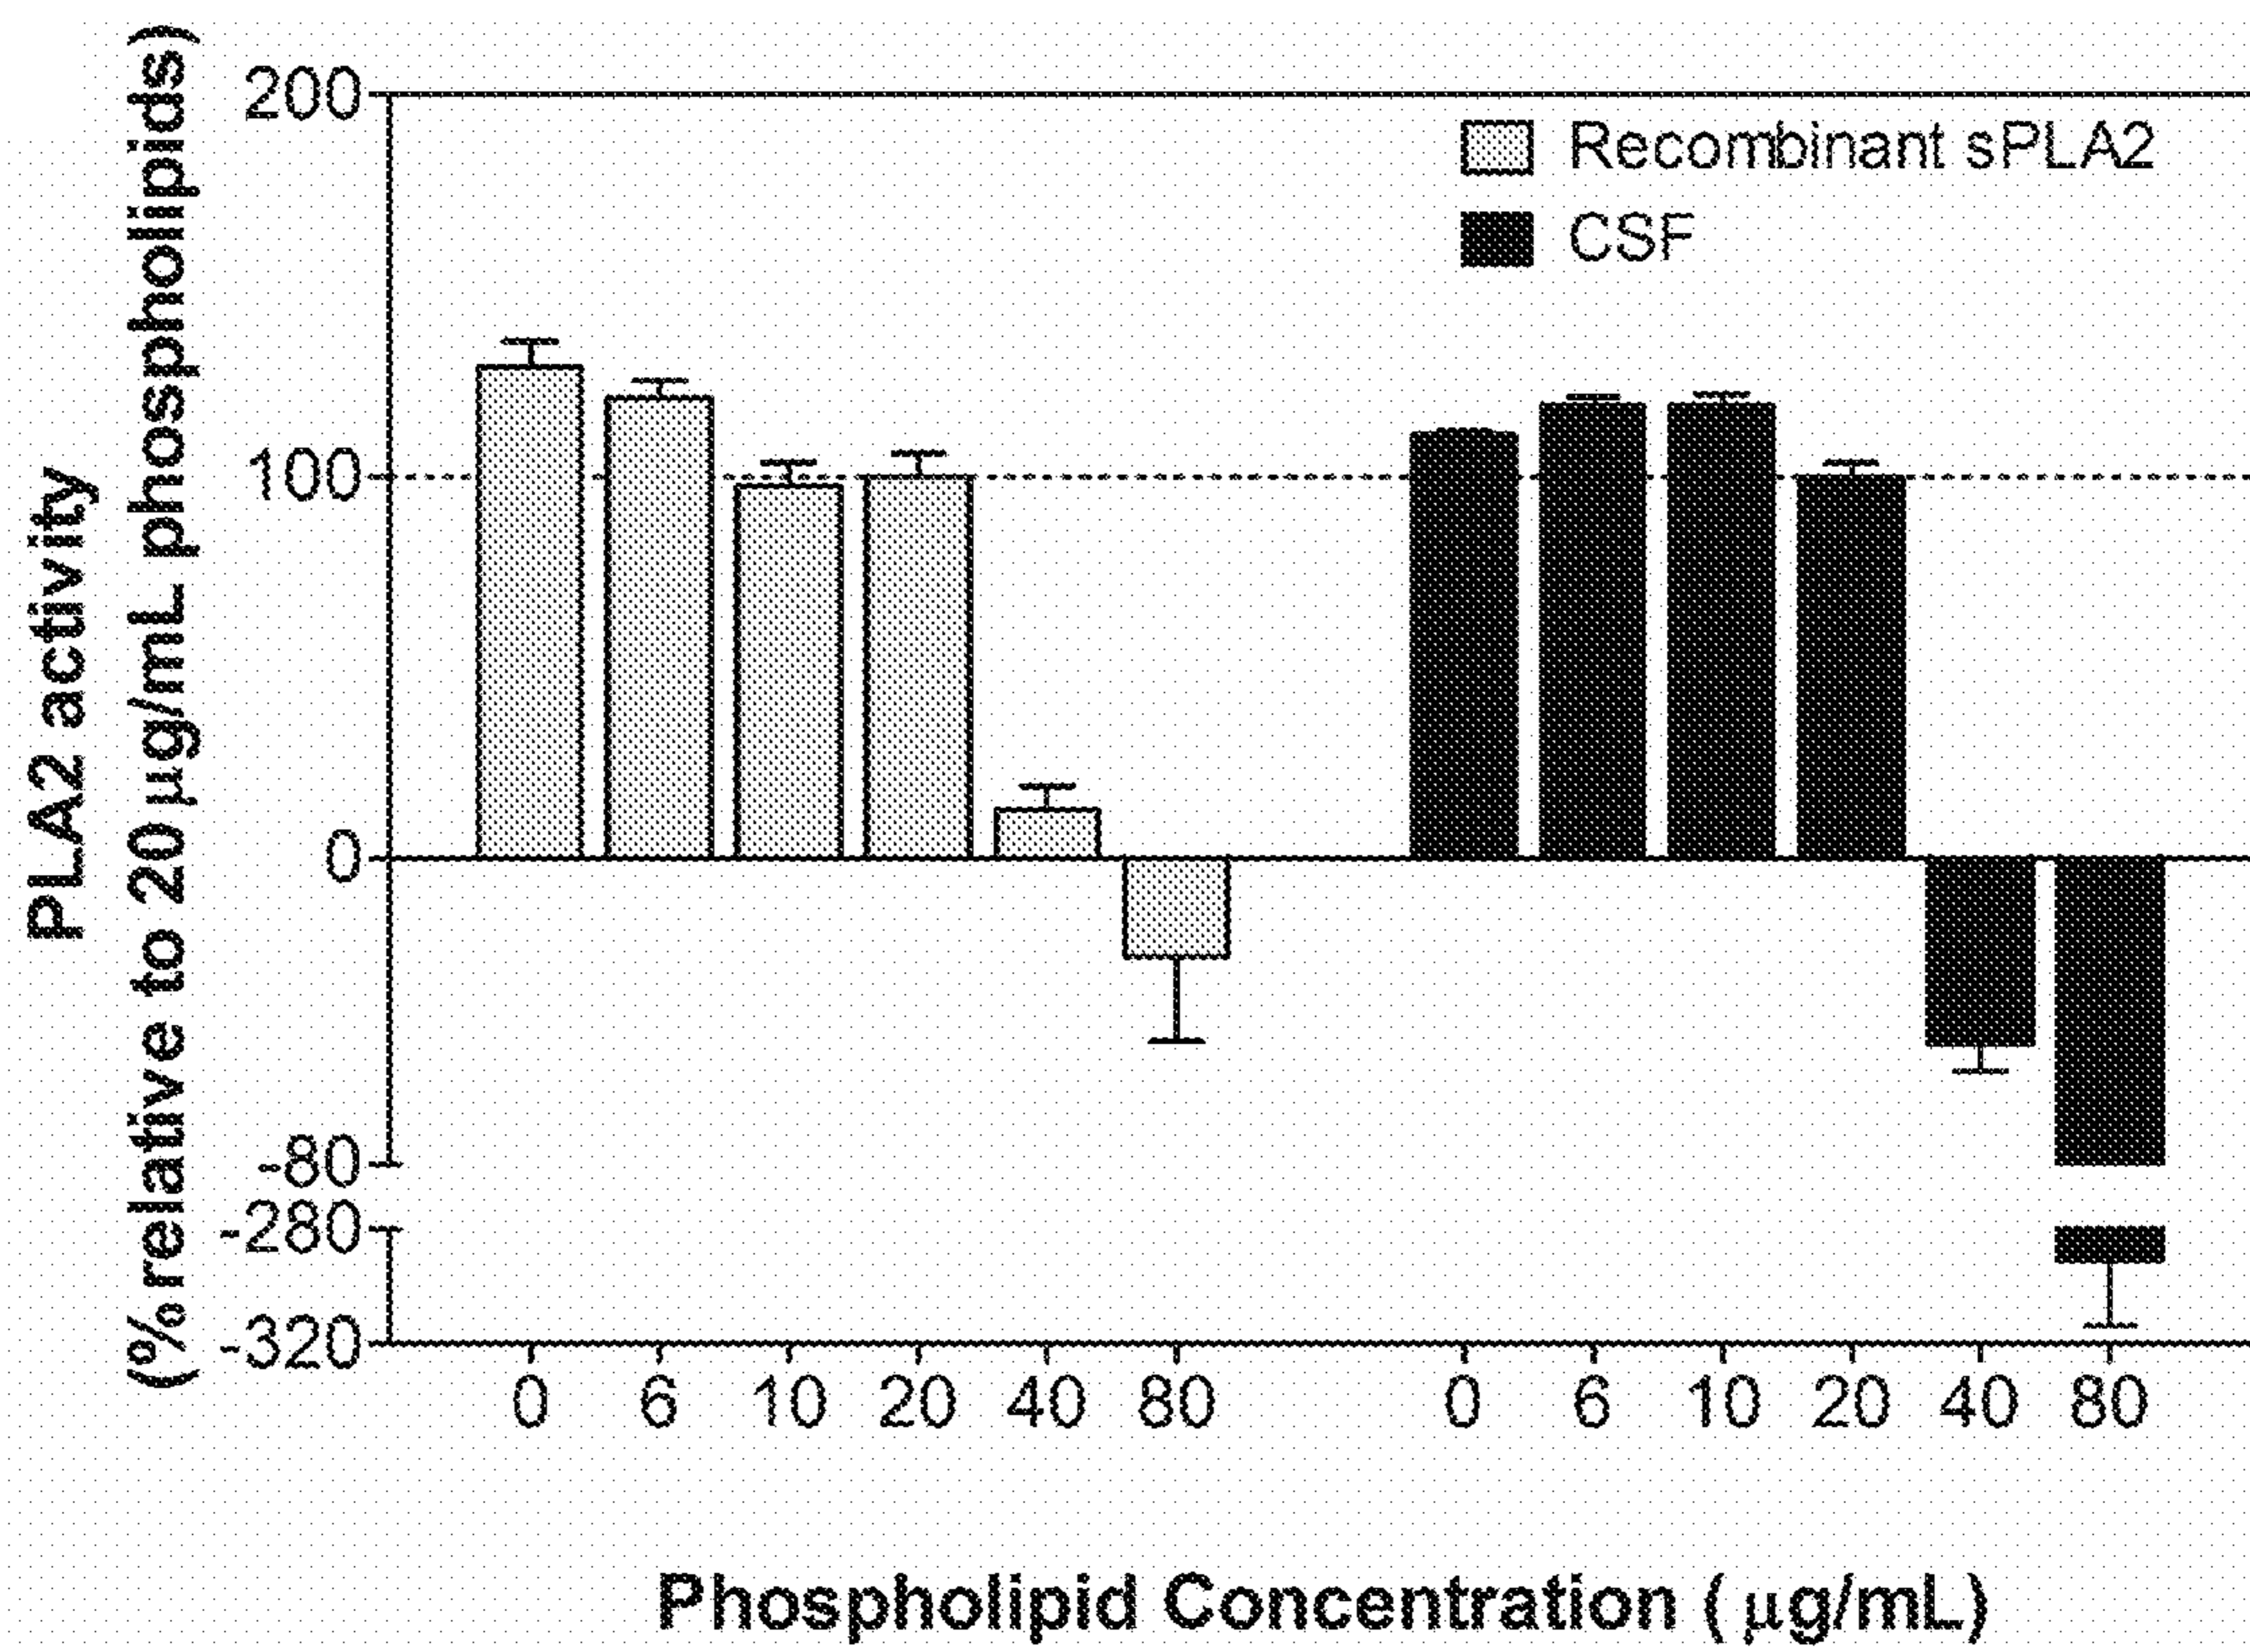 PLA2 activity
(% relative to 20 μg/mL phospholipids)
200
100
0
-80
-280
-320
Recombinant sPLA2
CSF
0 6 10 20 40 80 0 6 10 20 40 80
Phospholipid Concentration ( μg/mL)